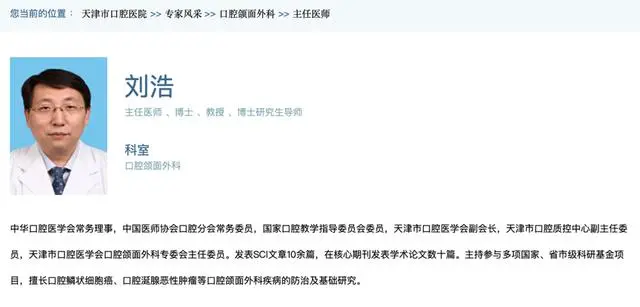 您当前的位置： 天津市口腔医院 >> 专家风采 >> 口腔颌面外科 >> 主任医师
刘浩
主任医师 、博士 、教授 、博士研究生导师
科室
口腔颌面外科
中华口腔医学会常务理事，中国医师协会口腔分会常务委员，国家口腔教学指导委员会委员，天津市口腔医学会副会长，天津市口腔质控中心副主任委
员，天津市口腔医学会口腔颌面外科专委会主任委员。发表SCI文章10余篇，在核心期刊发表学术论文数十篇。主持参与多项国家、省市级科研基金项
目，擅长口腔鳞状细胞癌、口腔涎腺恶性肿瘤等口腔颌面外科疾病的防治及基础研究。